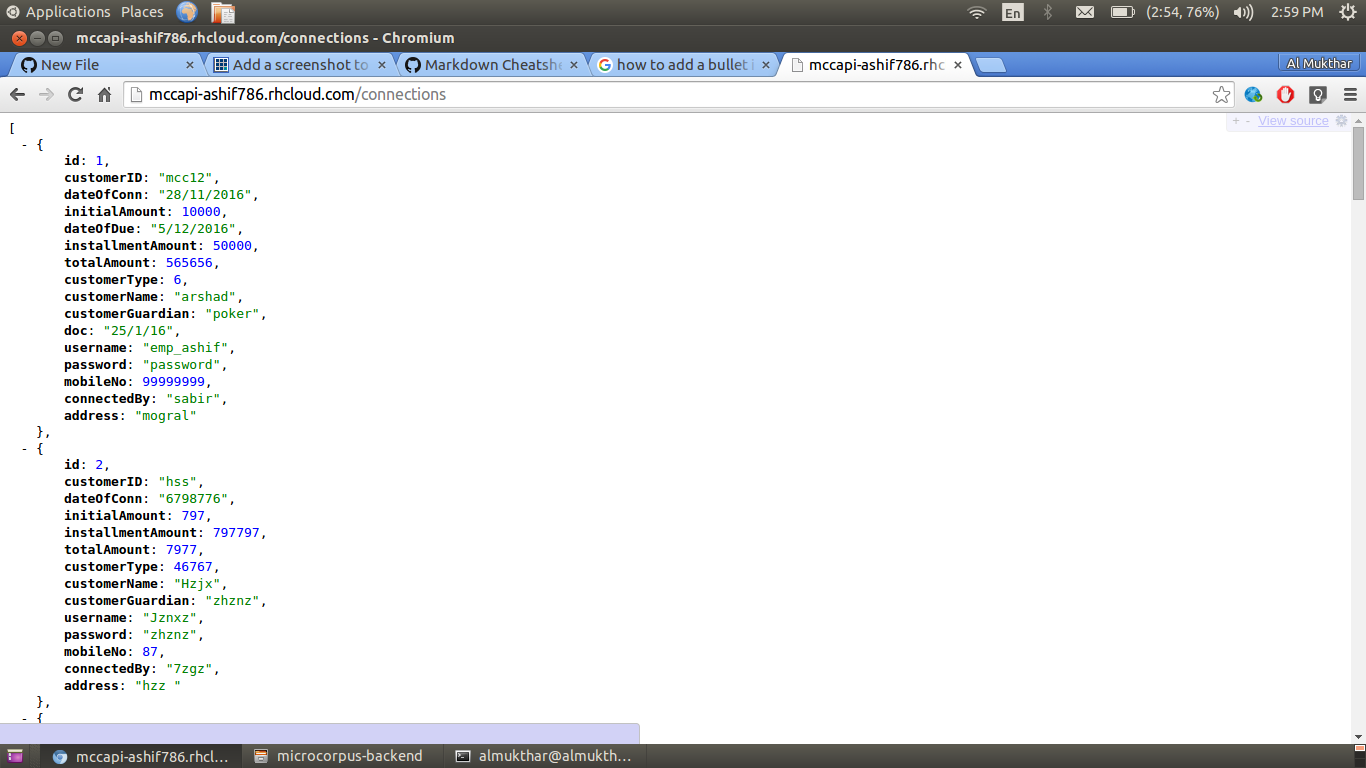 Applications Places En (2:54, 76%) 2:59 PM
mccapi-ashif786.rhcloud.com/connections - Chromium
New File × Add a screenshot to × Markdown Cheatshe × how to add a bullet i × mccapi-ashif786.rhc × Al Mukthar
mccapi-ashif786.rhcloud.com/connections
+ - View source
[
- {
id: 1,
customerID: "mcc12",
dateOfConn: "28/11/2016",
initialAmount: 10000,
dateOfDue: "5/12/2016",
installmentAmount: 50000,
totalAmount: 565656,
customerType: 6,
customerName: "arshad",
customerGuardian: "poker",
doc: "25/1/16",
username: "emp_ashif",
password: "password",
mobileNo: 99999999,
connectedBy: "sabir",
address: "mogral"
},
- {
id: 2,
customerID: "hss",
dateOfConn: "6798776",
initialAmount: 797,
installmentAmount: 797797,
totalAmount: 7977,
customerType: 46767,
customerName: "Hzjx",
customerGuardian: "zhznz",
username: "Jznxz",
password: "zhznz",
mobileNo: 87,
connectedBy: "7zgz",
address: "hzz "
},
- {
mccapi-ashif786.rhcl... microcorpus-backend almukthar@almukth...